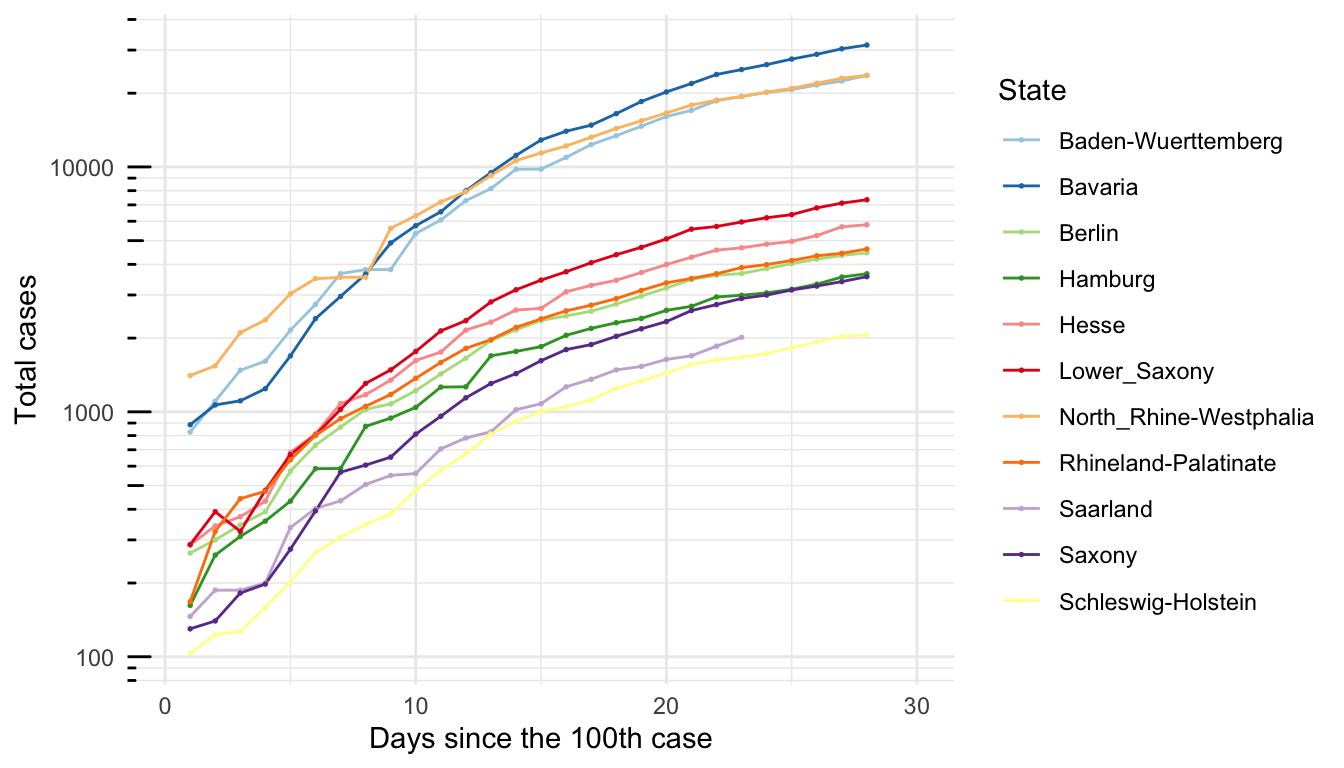 Total cases
10000
1000
100
0 10 20 30
Days since the 100th case
State
Baden-Wuerttemberg
Bavaria
Berlin
Hamburg
Hesse
Lower_Saxony
North_Rhine-Westphalia
Rhineland-Palatinate
Saarland
Saxony
Schleswig-Holstein